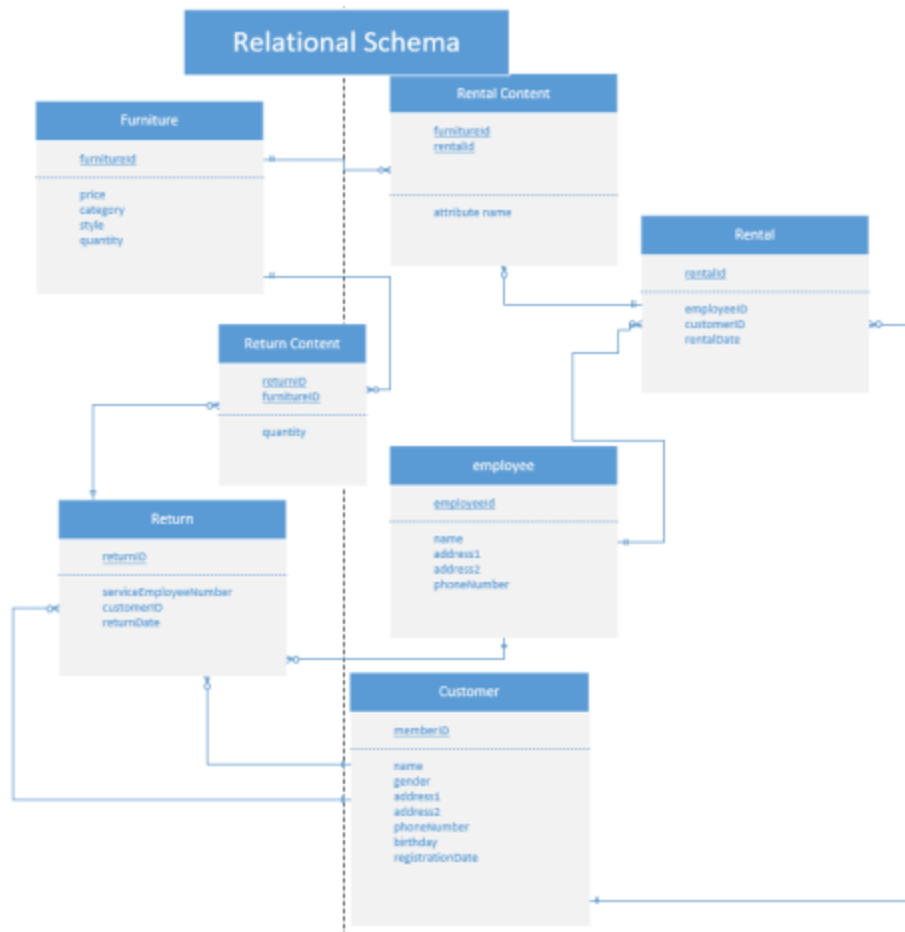 Relational Schema
Rental Content
furnitureId
rentalId
attribute name
Furniture
furnitureId
price
category
style
quantity
Rental
rentalId
employeeID
customerID
rentalDate
Return Content
returnID
furnitureID
quantity
employee
employeeId
name
address1
address2
phoneNumber
Return
returnID
serviceEmployeeNumber
customerID
returnDate
Customer
memberID
name
gender
address1
address2
phoneNumber
birthday
registrationDate